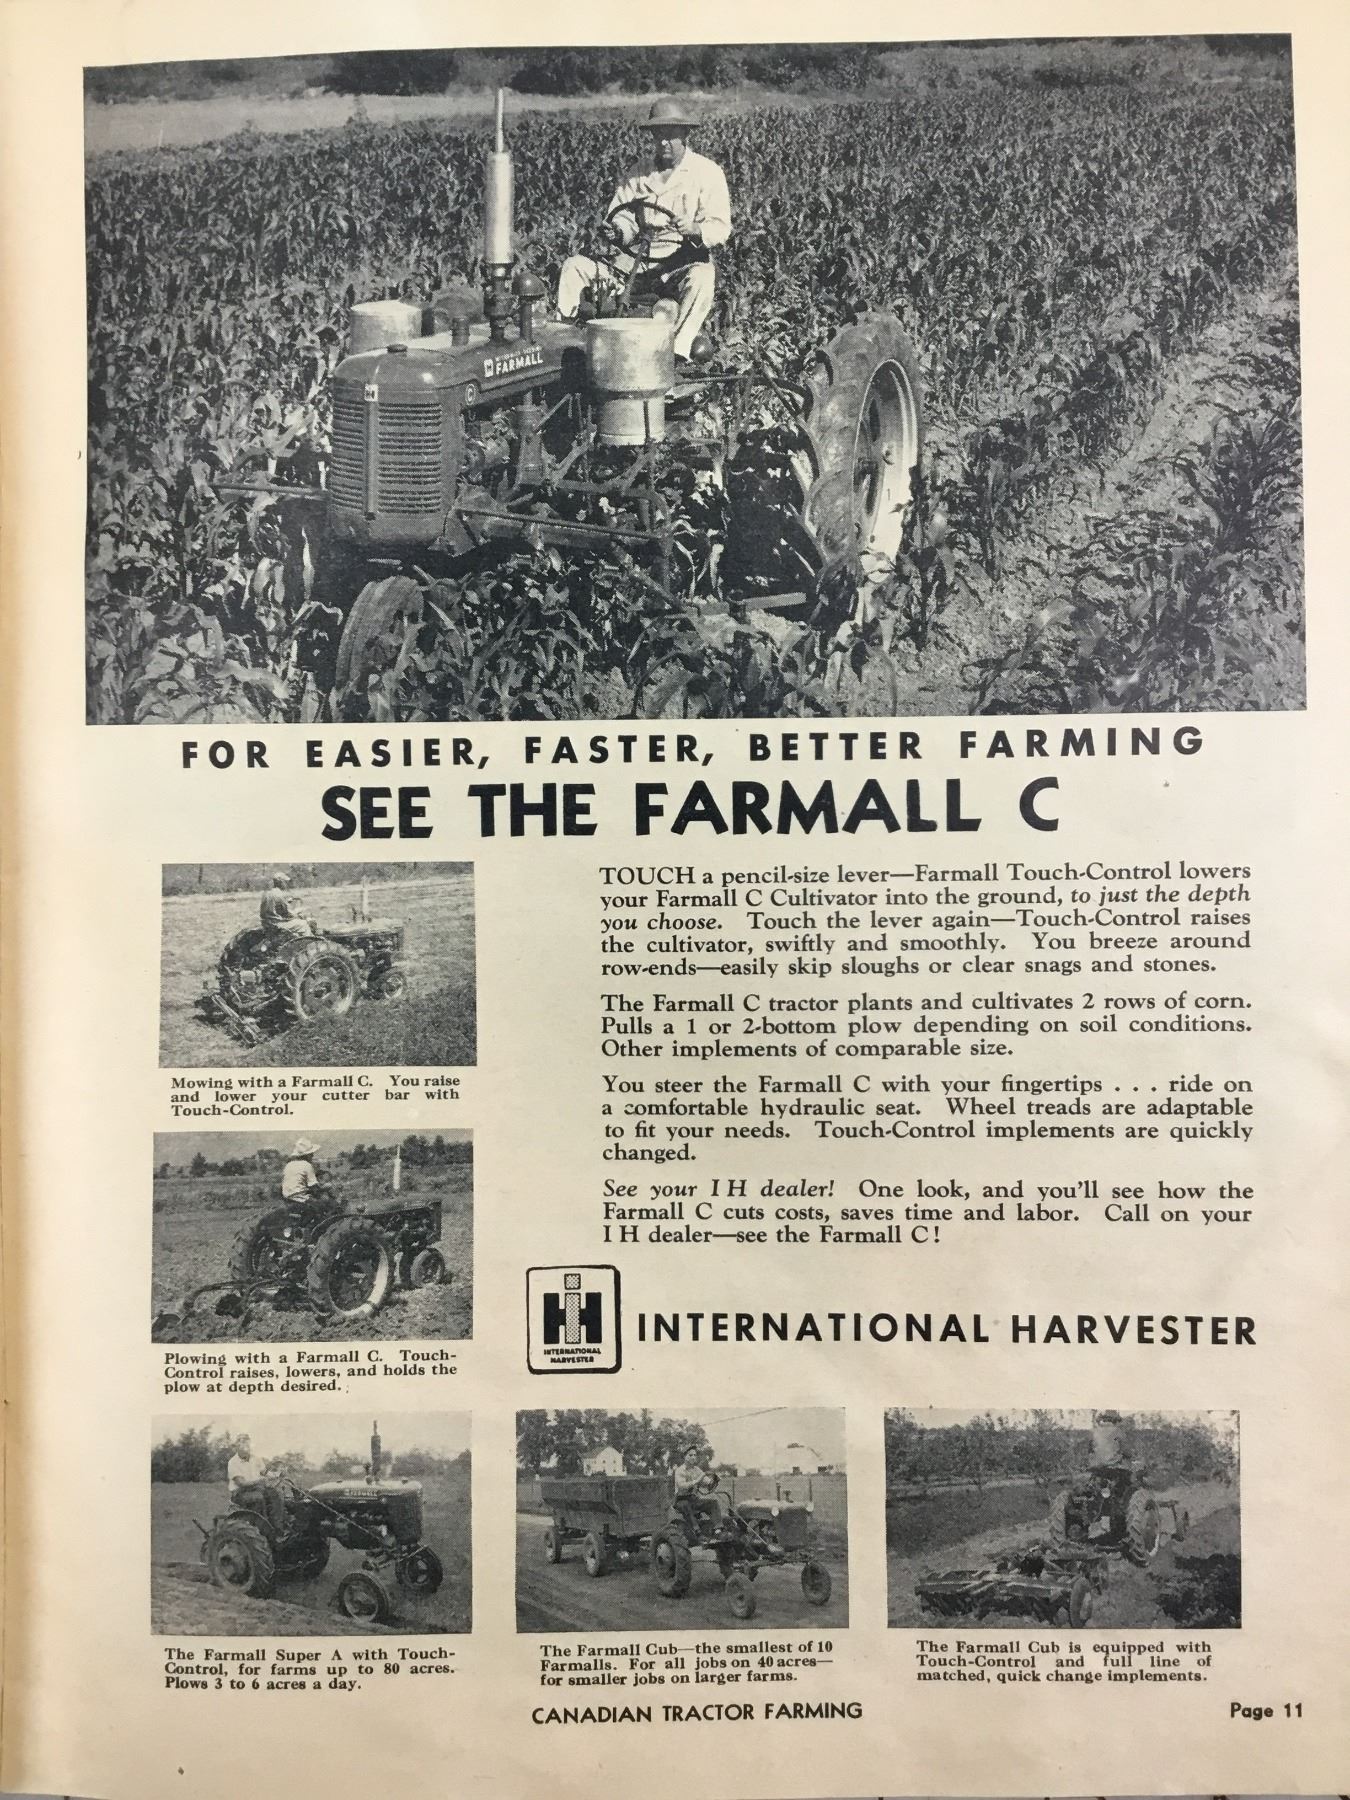 FARMALL
C
FOR EASIER, FASTER, BETTER FARMING
SEE THE FARMALL C
TOUCH a pencil-size lever—Farmall Touch-Control lowers
your Farmall C Cultivator into the ground, to just the depth
you choose. Touch the lever again—Touch-Control raises
the cultivator, swiftly and smoothly. You breeze around
row-ends—easily skip sloughs or clear snags and stones.
The Farmall C tractor plants and cultivates 2 rows of corn.
Pulls a 1 or 2-bottom plow depending on soil conditions.
Other implements of comparable size.
You steer the Farmall C with your fingertips . . . ride on
a comfortable hydraulic seat. Wheel treads are adaptable
to fit your needs. Touch-Control implements are quickly
changed.
See your I H dealer! One look, and you'll see how the
Farmall C cuts costs, saves time and labor. Call on your
I H dealer—see the Farmall C!
Mowing with a Farmall C. You raise
and lower your cutter bar with
Touch-Control.
Plowing with a Farmall C. Touch-
Control raises, lowers, and holds the
plow at depth desired.
IH
INTERNATIONAL
HARVESTER
INTERNATIONAL HARVESTER
The Farmall Super A with Touch-
Control, for farms up to 80 acres.
Plows 3 to 6 acres a day.
The Farmall Cub—the smallest of 10
Farmalls. For all jobs on 40 acres—
for smaller jobs on larger farms.
The Farmall Cub is equipped with
Touch-Control and full line of
matched, quick change implements.
CANADIAN TRACTOR FARMING
Page 11